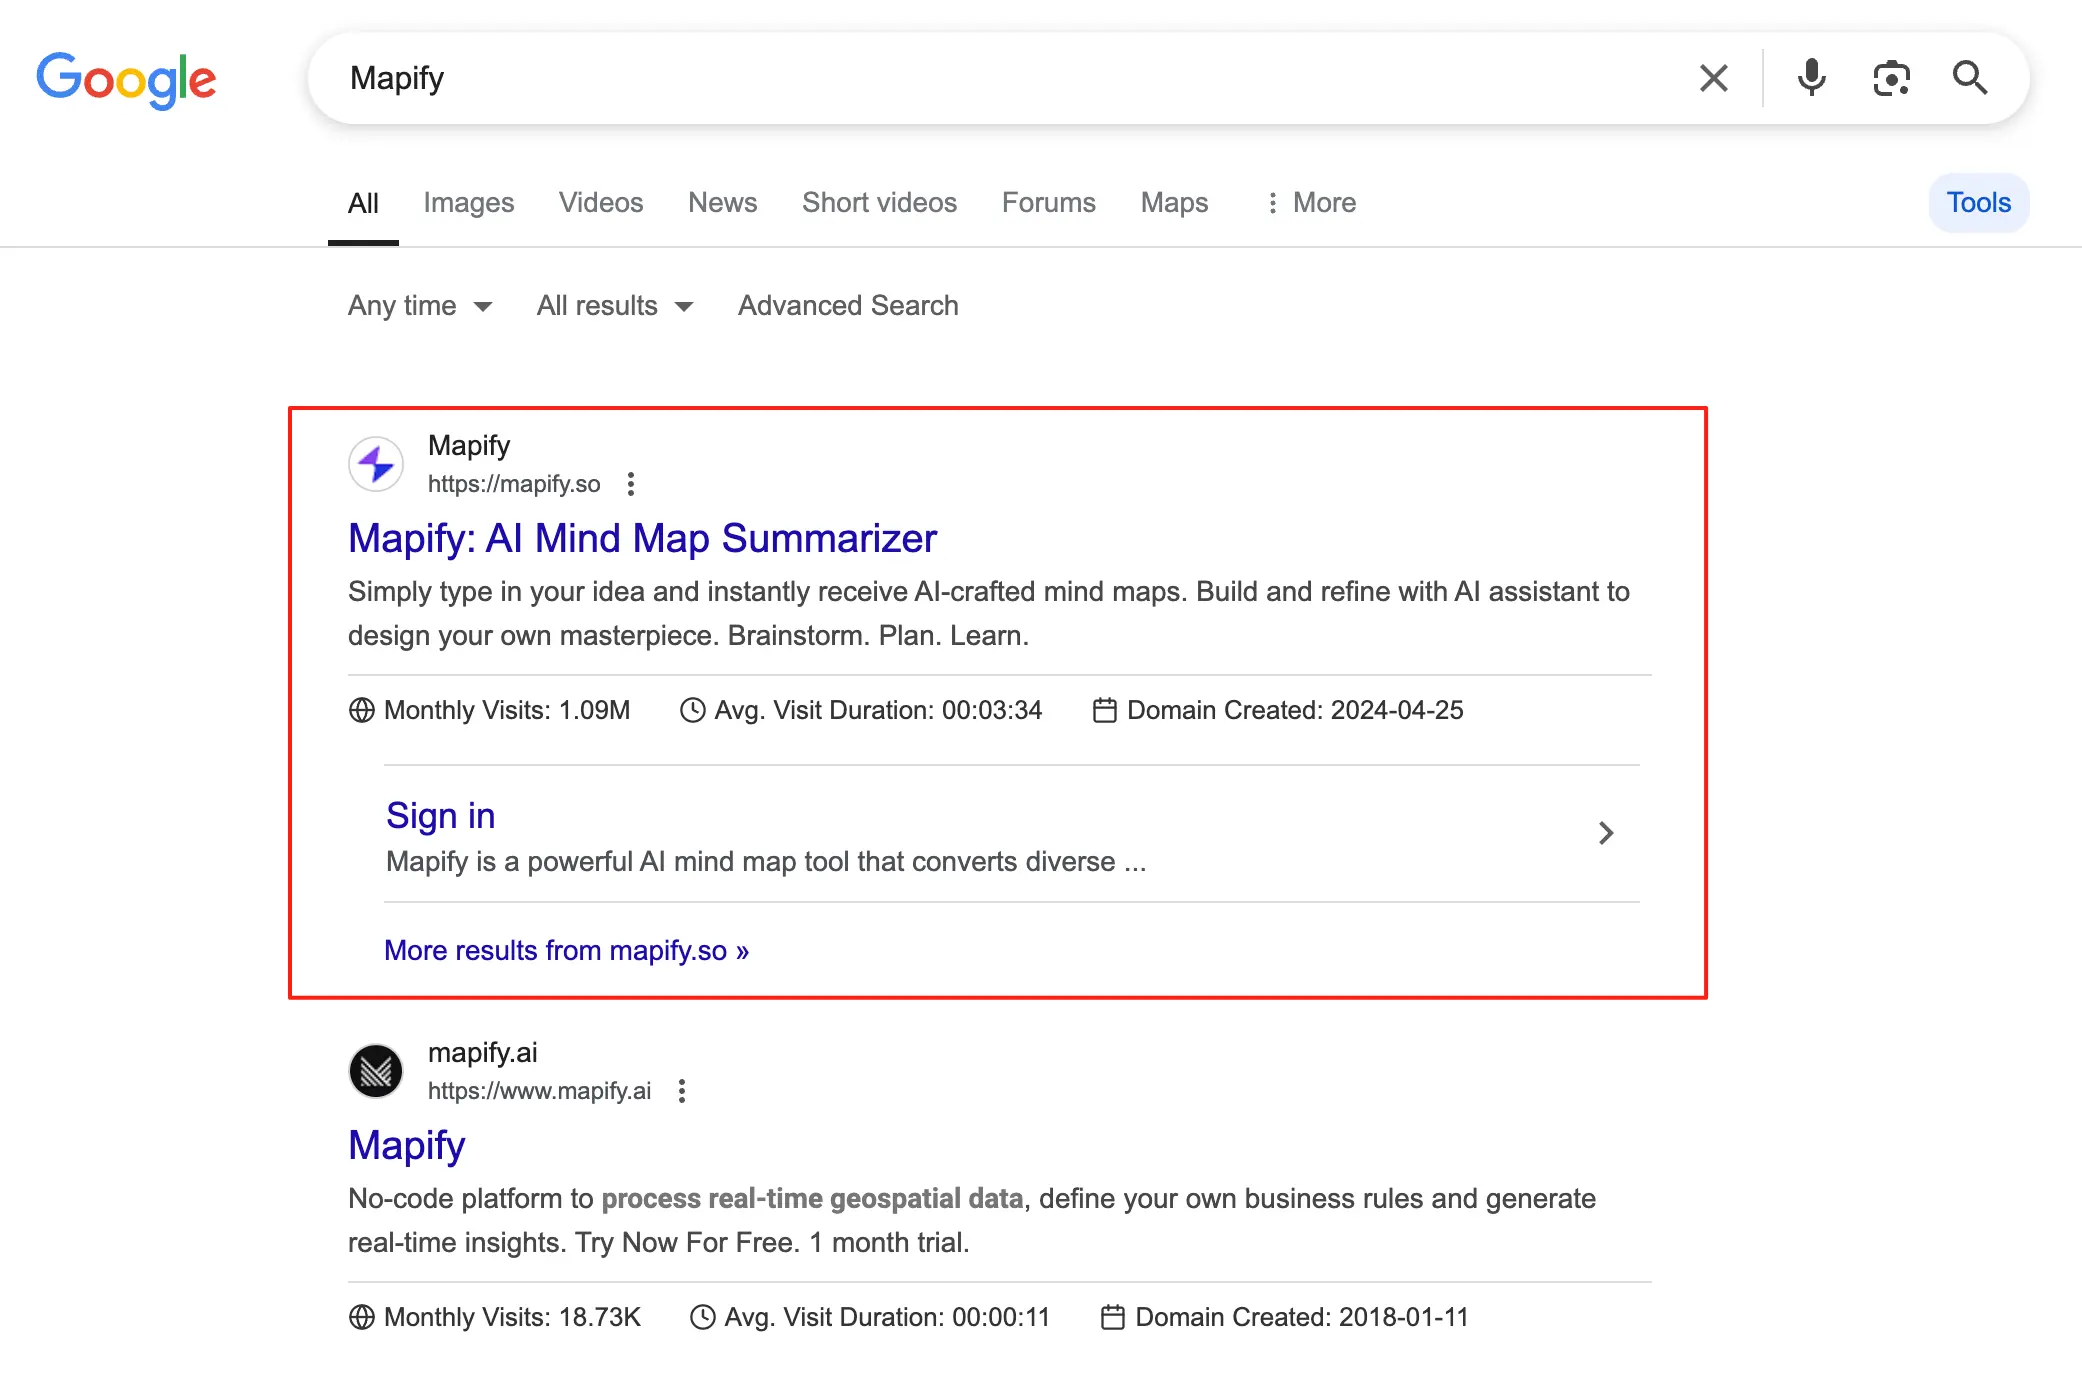 Google
Mapify
All Images Videos News Short videos Forums Maps More Tools
Any time All results Advanced Search
Mapify
https://mapify.so
Mapify: AI Mind Map Summarizer
Simply type in your idea and instantly receive AI-crafted mind maps. Build and refine with AI assistant to
design your own masterpiece. Brainstorm. Plan. Learn.
Monthly Visits: 1.09M Avg. Visit Duration: 00:03:34 Domain Created: 2024-04-25
Sign in
Mapify is a powerful AI mind map tool that converts diverse ...
More results from mapify.so »
mapify.ai
https://www.mapify.ai
Mapify
No-code platform to process real-time geospatial data, define your own business rules and generate
real-time insights. Try Now For Free. 1 month trial.
Monthly Visits: 18.73K Avg. Visit Duration: 00:00:11 Domain Created: 2018-01-11